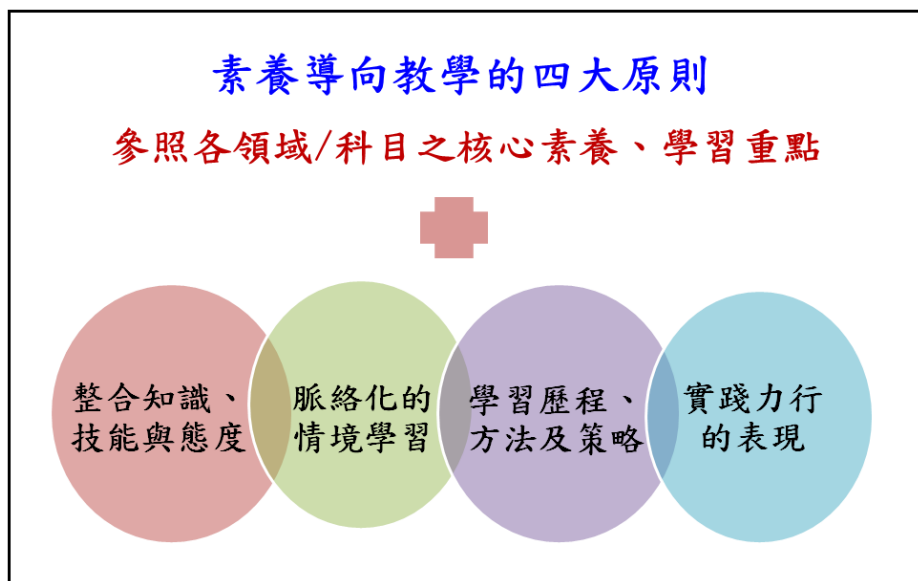 素養導向教學的四大原則
參照各領域/科目之核心素養、學習重點
整合知識、
技能與態度
脈絡化的
情境學習
學習歷程、
方法及策略
實踐力行
的表現